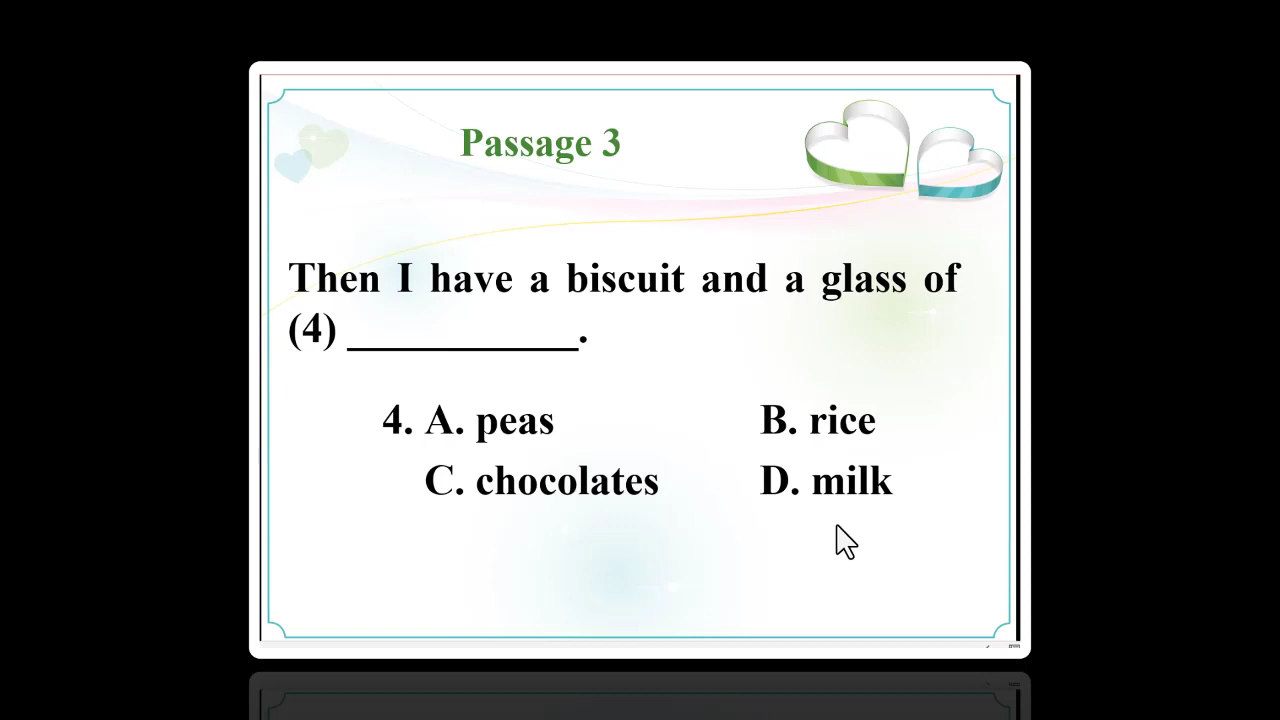 Passage 3
Then I have a biscuit and a glass of
(4) ___________.
4. A. peas B. rice
C. chocolates D. milk